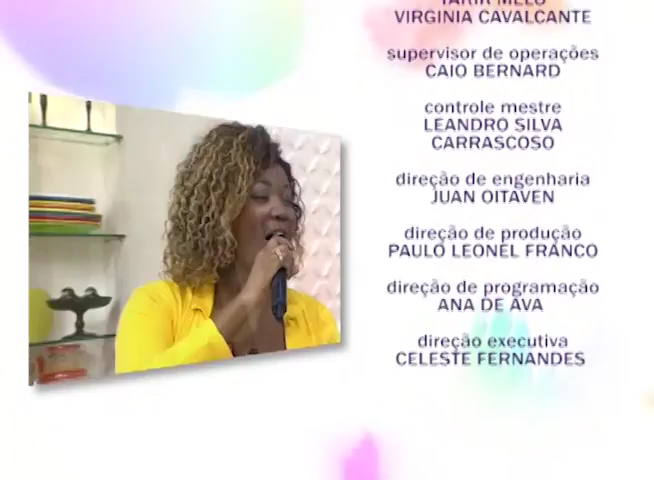 VIRGINIA CAVALCANTE
supervisor de operações
CAIO BERNARD
controle mestre
LEANDRO SILVA
CARRASCOSO
direção de engenharia
JUAN OITAVEN
direção de produção
PAULO LEONEL FRANCO
direção de programação
ANA DE AVA
direção executiva
CELESTE FERNANDES